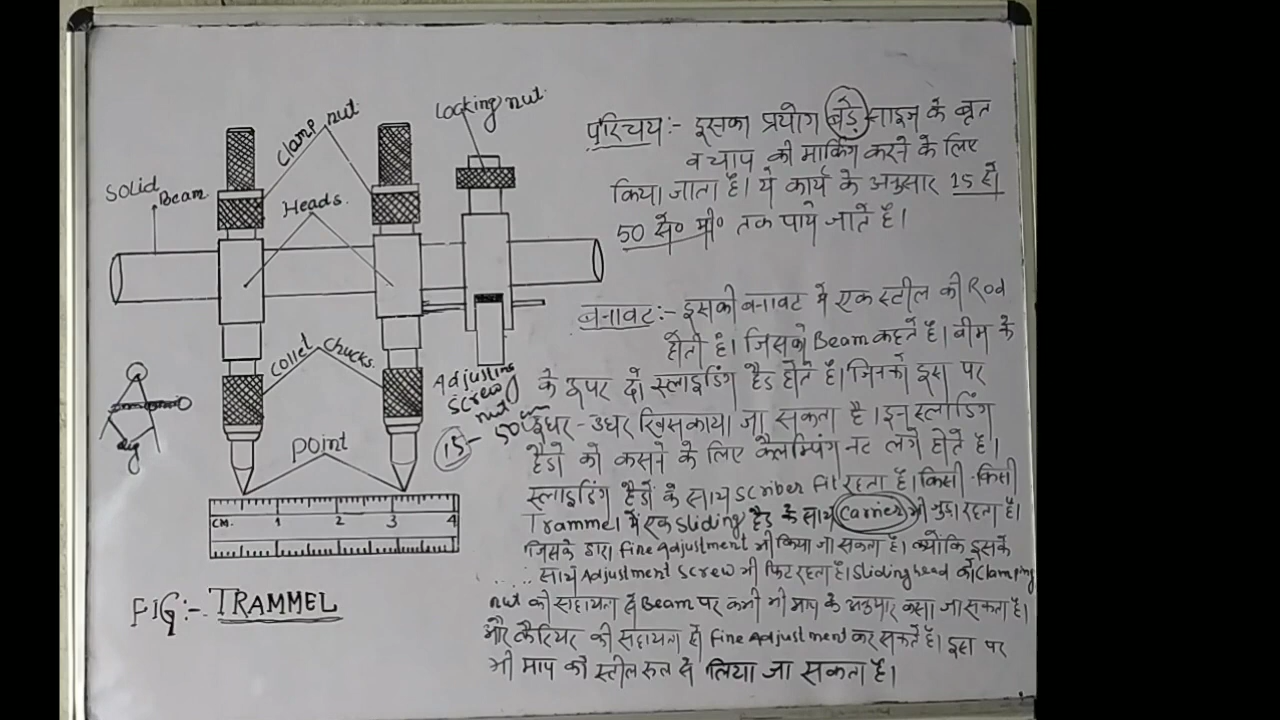 Solid
Beam
Clamp nut
Locking nut
Heads.
Collet Chucks.
Adjusting
Screw
nut
Point
15-50 cm
CM. 1 2 3 4
FIG:- TRAMMEL
परिचय:- इसका प्रयोग बड़े साइज के वृत
व चाप की मार्किंग करने के लिए
किया जाता है। ये कार्य के अनुसार 15 से
50 से० मी० तक पाये जाते है।
बनावट:- इसकी बनावट में एक स्टील की Rod
होती है। जिसको Beam कहते है। बीम के
के ऊपर दो स्लाइडिंग हैड होते है। जिनको इस पर
इधर-उधर खिसकाया जा सकता है। इन स्लाडिंग
हैडो को कसने के लिए क्लैम्पिंग नट लगे होते है।
स्लाइडिंग हैडो के साथ Scriber Fit रहता है। किसी-किसी
Trammel में एक Sliding हैड के साथ Carrier भी जुडा रहता है।
जिसके द्वारा Fine Adjustment भी किया जा सकता है। क्योकि इसके
साथ Adjustment Screw भी फिट रहता है। Sliding head को Clamping
nut की सहायता से Beam पर कभी भी माप के अनुसार कसा जा सकता है।
और कैरियर की सहायता से Fine Adjustment कर सकते है। इस पर
भी माप को स्टील रूल से लिया जा सकता है।